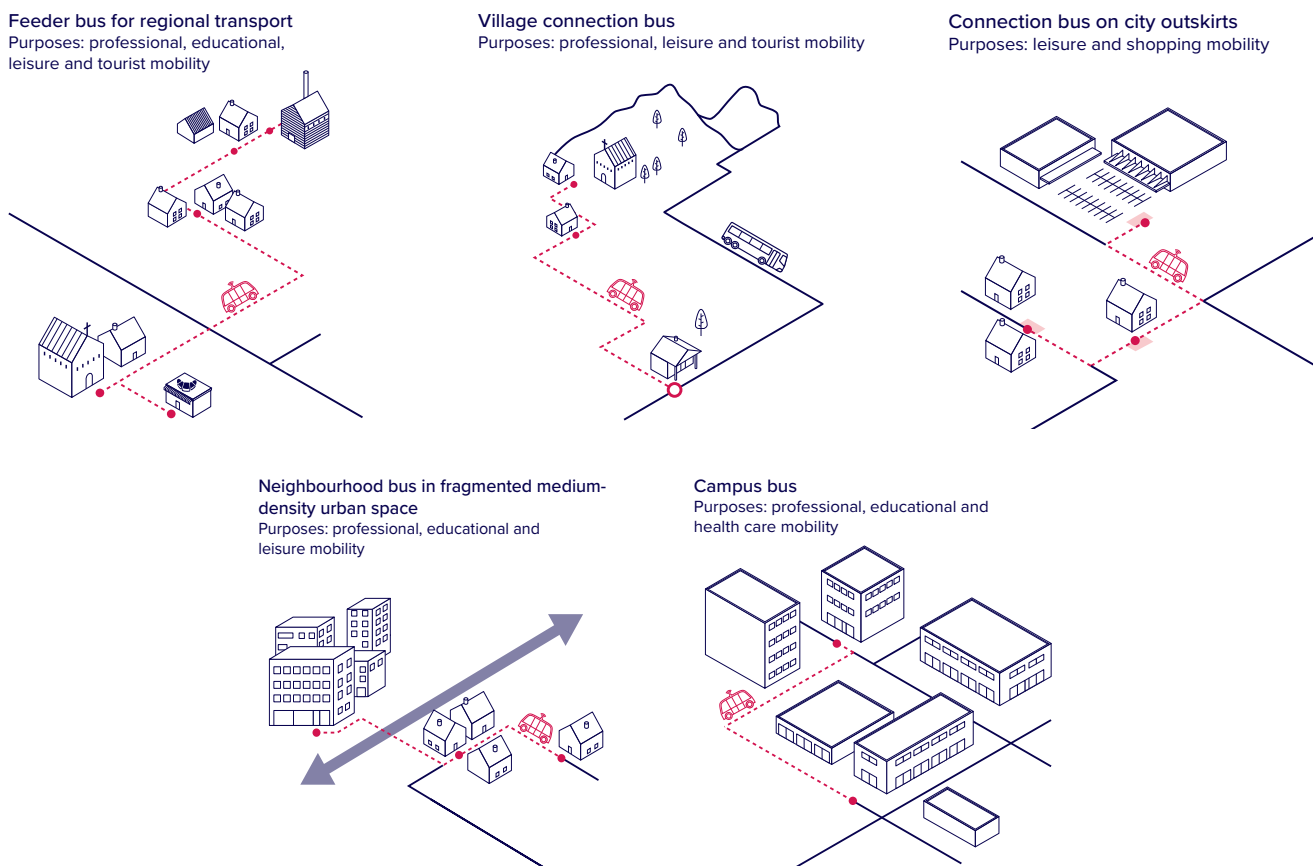 Feeder bus for regional transport
Purposes: professional, educational,
leisure and tourist mobility
Village connection bus
Purposes: professional, leisure and tourist mobility
Connection bus on city outskirts
Purposes: leisure and shopping mobility
Neighbourhood bus in fragmented medium-
density urban space
Purposes: professional, educational and
leisure mobility
Campus bus
Purposes: professional, educational and
health care mobility